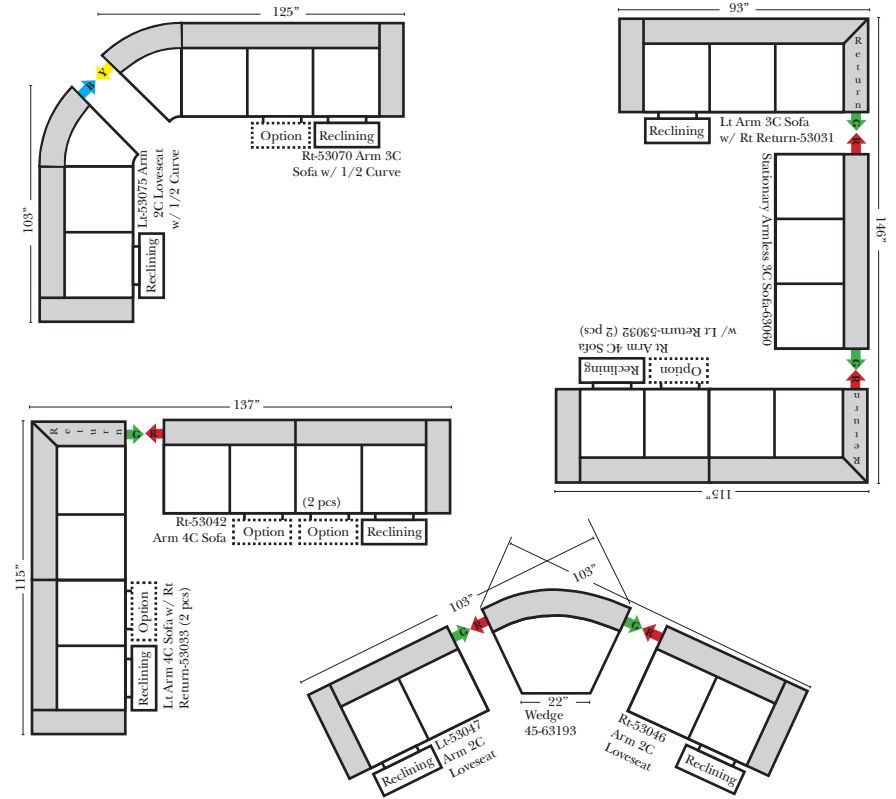 125”
B
Y
Option
Reclining
Rt-53070 Arm 3C
Sofa w/ 1/2 Curve
103”
Lt-53075 Arm
2C Loveseat
w/ 1/2 Curve
Reclining
93”
Return
Reclining
Lt Arm 3C Sofa
w/ Rt Return-53031
G
R
Stationary Armless 3C Sofa-63060
146”
G
R
Rt Arm 4C Sofa
w/ Lt Return-53032 (2 pcs)
Reclining
Option
Return
115”
137”
Return
G
R
115”
(2 pcs)
Rt-53042
Arm 4C Sofa
Option
Option
Reclining
Option
Reclining
Lt Arm 4C Sofa w/ Rt
Return-53033 (2 pcs)
103”
103”
G
R
G
R
22”
Wedge
45-63193
Lt-53047
Arm 2C
Loveseat
Reclining
Rt-53046
Arm 2C
Loveseat
Reclining